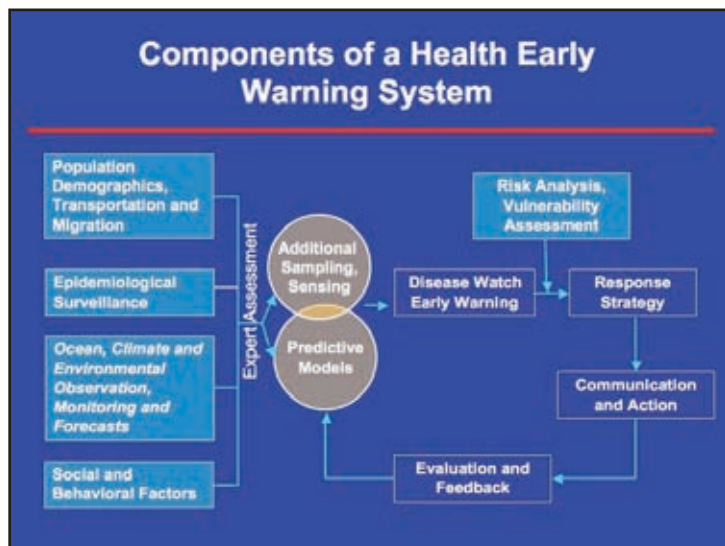 Components of a Health Early
Warning System
Population
Demographics,
Transportation and
Migration
Epidemiological
Surveillance
Ocean, Climate and
Environmental
Observation,
Monitoring and
Forecasts
Social and
Behavioral Factors
Expert Assessment
Additional
Sampling,
Sensing
Predictive
Models
Disease Watch
Early Warning
Risk Analysis,
Vulnerability
Assessment
Response
Strategy
Communication
and Action
Evaluation and
Feedback